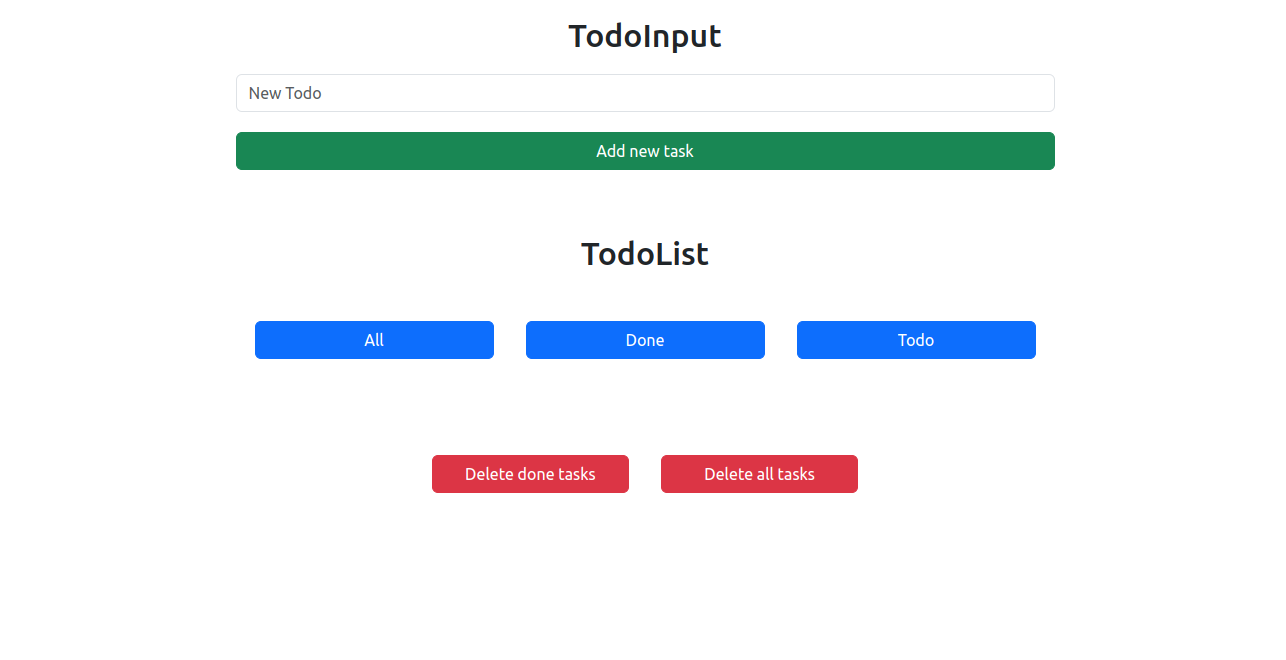 TodoInput
New Todo
Add new task
TodoList
All Done Todo
Delete done tasks Delete all tasks